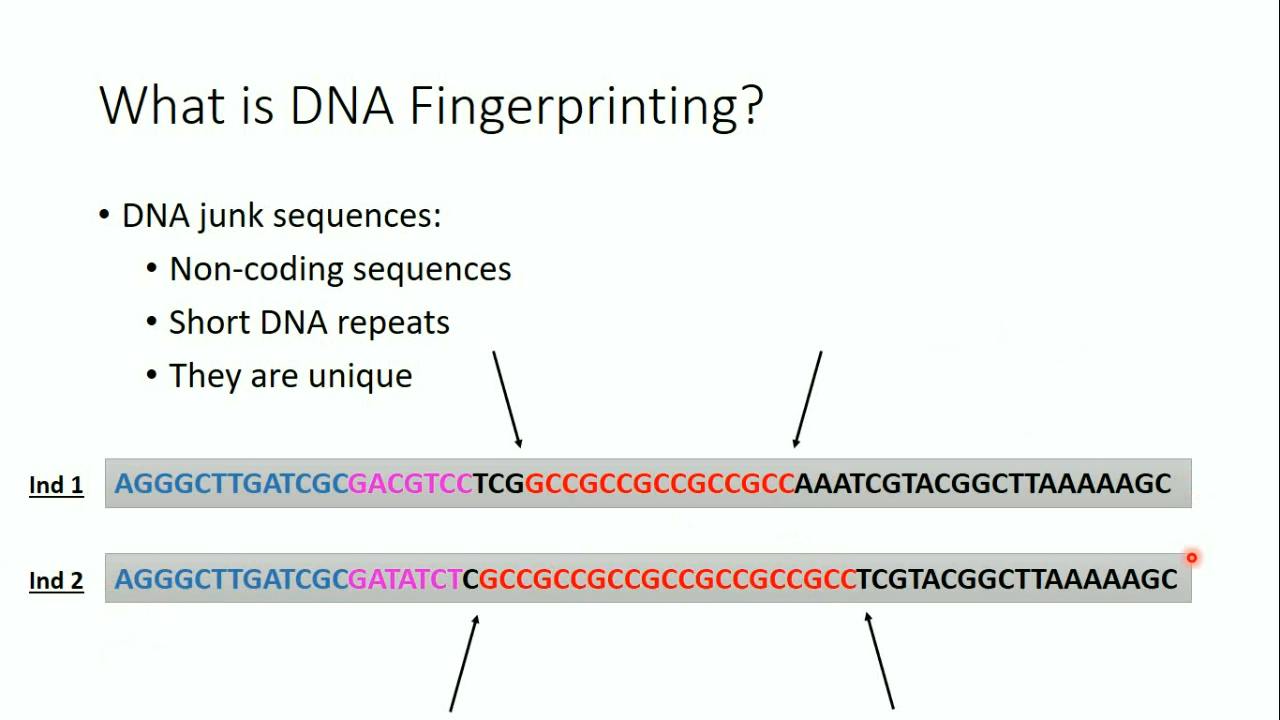 What is DNA Fingerprinting?
• DNA junk sequences:
• Non-coding sequences
• Short DNA repeats
• They are unique
Ind 1 AGGGCTTGATCGCGACGTCCTCGGCCGCCGCCGCCGCCAAATCGTACGGCTTAAAAAGC
Ind 2 AGGGCTTGATCGCGATATCTCGCCGCCGCCGCCGCCGCCGCCTCGTACGGCTTAAAAAGC